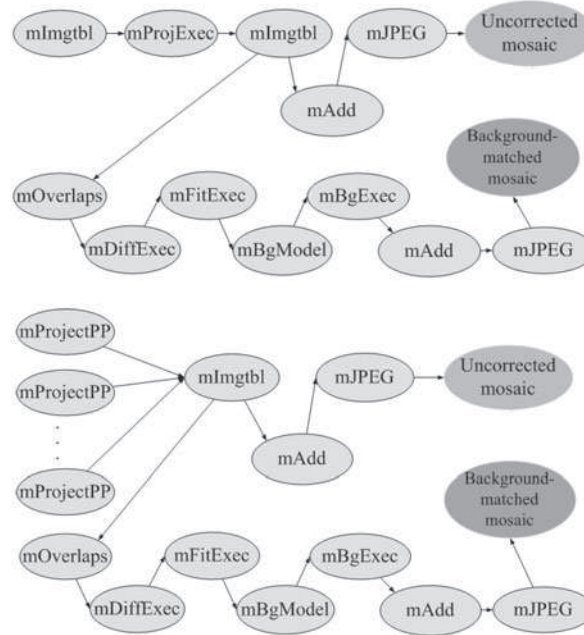 mImgtbl
mProjExec
mImgtbl
mJPEG
Uncorrected
mosaic
mAdd
Background-
matched
mosaic
mOverlaps
mFitExec
mBgExec
mDiffExec
mBgModel
mAdd
mJPEG
mProjectPP
mProjectPP
.
.
.
mProjectPP
mImgtbl
mJPEG
Uncorrected
mosaic
mAdd
Background-
matched
mosaic
mOverlaps
mFitExec
mBgExec
mDiffExec
mBgModel
mAdd
mJPEG